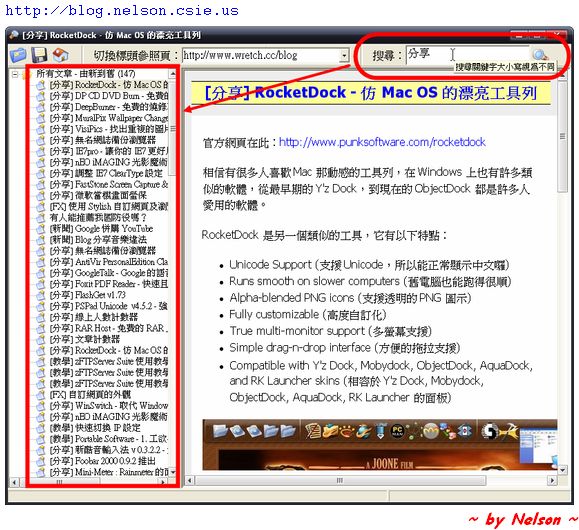 http://blog.nelson.csie.us
[分享] RocketDock - 仿 Mac OS 的漂亮工具列
切換標頭參照頁：
http://www.wretch.cc/blog
搜尋：
分享
搜尋關鍵字大小寫視為不同
所有文章 - 由新到舊 (147)
[分享] RocketDock - 仿 Mac OS 的
[分享] DP CD DVD Burn - 免費的
[分享] DeepBurner - 免費的燒錄
[分享] MuralPix Wallpaper Change
[分享] VisiPics - 找出重複的圖片
[分享] 無名網誌備份瀏覽器
[分享] IE7pro - 讓你的 IE7 更好用
[分享] nEO iMAGING 光影魔術
[分享] 調整 IE7 ClearType 設定
[分享] FastStone Screen Capture &
[分享] 微軟當機畫面螢保
[FX] 使用 Stylish 自訂網頁及瀏
有人能推薦我國防役嗎？
[新聞] Google 併購 YouTube
[新聞] Blog 分享音樂違法
[分享] 無名網誌備份瀏覽器
[分享] AntiVir PersonalEdition Cla
[分享] GoogleTalk - Google 的語音
[分享] Foxit PDF Reader - 快速且
[分享] FlashGet v1.73
[分享] PSPad Unicode v4.5.2 - 強
[分享] 線上人數計數器
[分享] RAR Host - 免費的 RAR
[分享] 文章計數器
[分享] RocketDock - 仿 Mac OS 的
[教學] zFTPServer Suite 使用教學
[教學] zFTPServer Suite 使用教學
[教學] zFTPServer Suite 使用教學
[FX] 自訂網頁的外觀
[分享] WinSwitch - 取代 Window
[分享] nEO iMAGING 光影魔術
[教學] 快速切換 IP 設定
[教學] Portable Software - 1. 工欲
[分享] 新酷音輸入法 v 0.3.2.2 -
[分享] Foobar 2000 0.9.2 推出
[分享] Mini-Meter : Rainmeter 的面
[分享] RocketDock - 仿 Mac OS 的漂亮工具列
官方網頁在此：http://www.punksoftware.com/rocketdock
相信有很多人喜歡 Mac 那動感的工具列，在 Windows 上也有許多類
似的軟體，從最早期的 Y'z Dock，到現在的 ObjectDock 都是許多人
愛用的軟體。
RocketDock 是另一個類似的工具，它有以下特點：
Unicode Support (支援 Unicode，所以能正常顯示中文囉)
Runs smooth on slower computers (舊電腦也能跑得很順)
Alpha-blended PNG icons (支援透明的 PNG 圖示)
Fully customizable (高度自訂化)
True multi-monitor support (多螢幕支援)
Simple drag-n-drop interface (方便的拖拉支援)
Compatible with Y'z Dock, Mobydock, ObjectDock, AquaDock,
and RK Launcher skins (相容於 Y'z Dock, Mobydock,
ObjectDock, AquaDock, RK Launcher 的面板)
A JOONE FILM
~ by Nelson ~